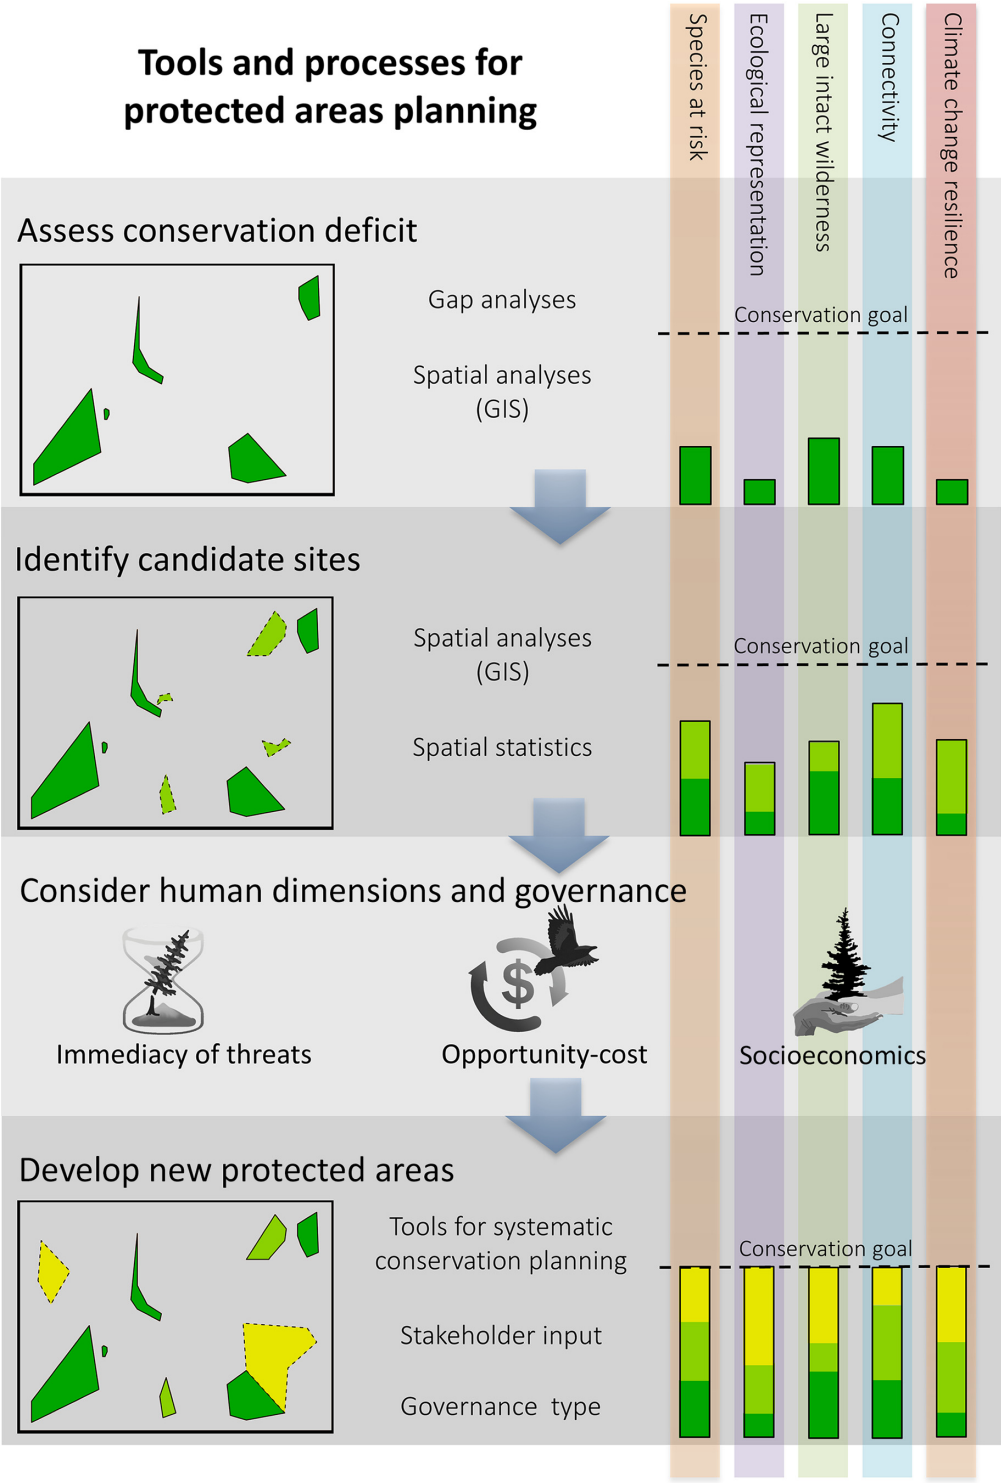 Tools and processes for
protected areas planning
Species at risk
Ecological representation
Large intact wilderness
Connectivity
Climate change resilience
Assess conservation deficit
Gap analyses
Spatial analyses
(GIS)
Conservation goal
Identify candidate sites
Spatial analyses
(GIS)
Spatial statistics
Conservation goal
Consider human dimensions and governance
$
Immediacy of threats
Opportunity-cost
Socioeconomics
Develop new protected areas
Tools for systematic
conservation planning
Stakeholder input
Governance type
Conservation goal